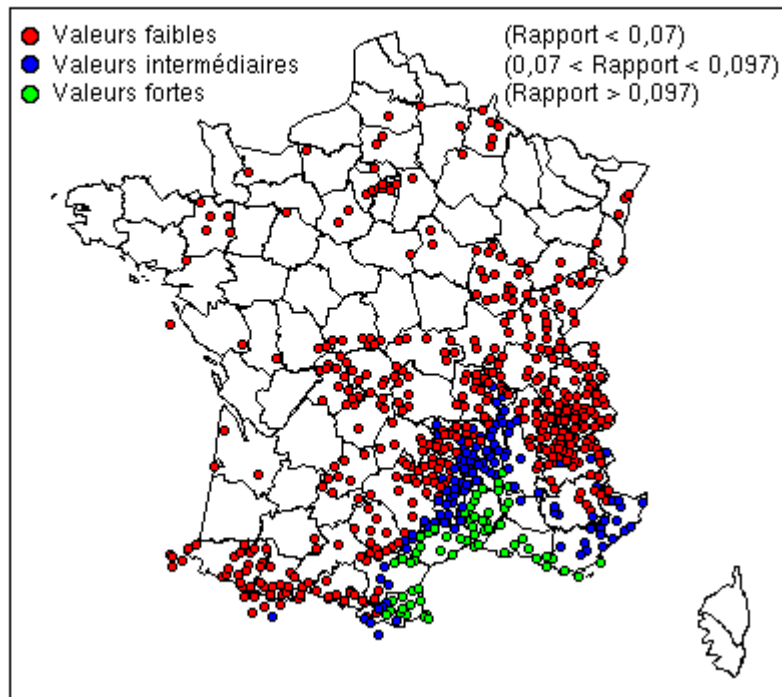 Valeurs faibles (Rapport < 0,07)
Valeurs intermédiaires (0,07 < Rapport < 0,097)
Valeurs fortes (Rapport > 0,097)